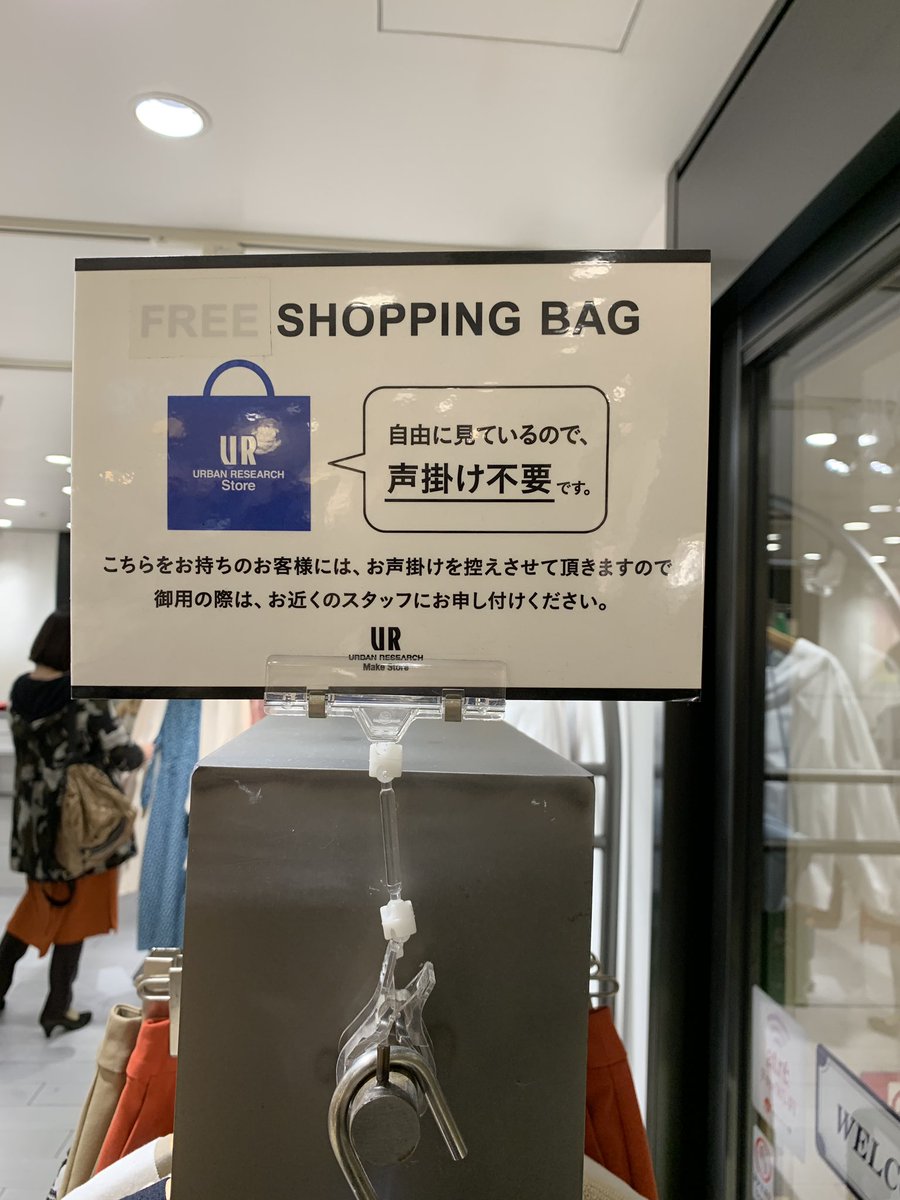 FREE SHOPPING BAG
UR
URBAN RESEARCH
Store
自由に見ているので、
声掛け不要です。
こちらをお持ちのお客様には、お声掛けを控えさせて頂きますので
御用の際は、お近くのスタッフにお申し付けください。
UR
URBAN RESEARCH
Make Store
WELC